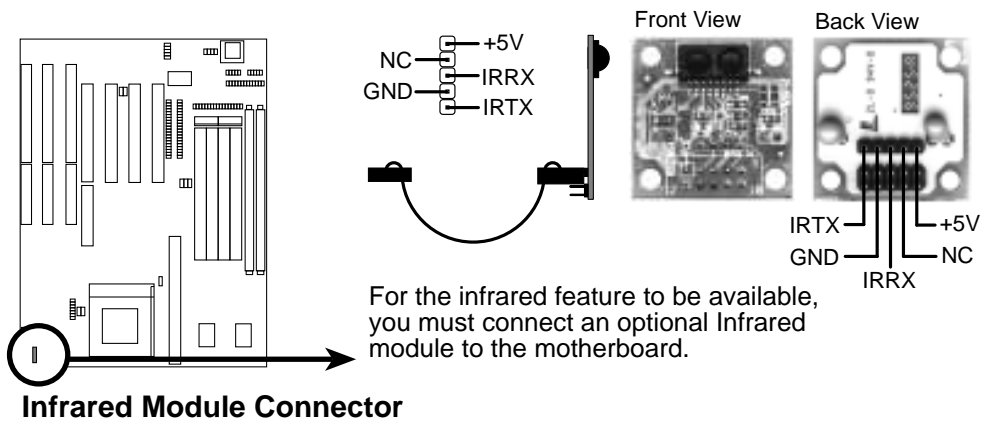 Front View
Back View
+5V
NC
IRRX
GND
IRTX
IRTX
+5V
GND
NC
IRRX
For the infrared feature to be available,
you must connect an optional Infrared
module to the motherboard.
Infrared Module Connector